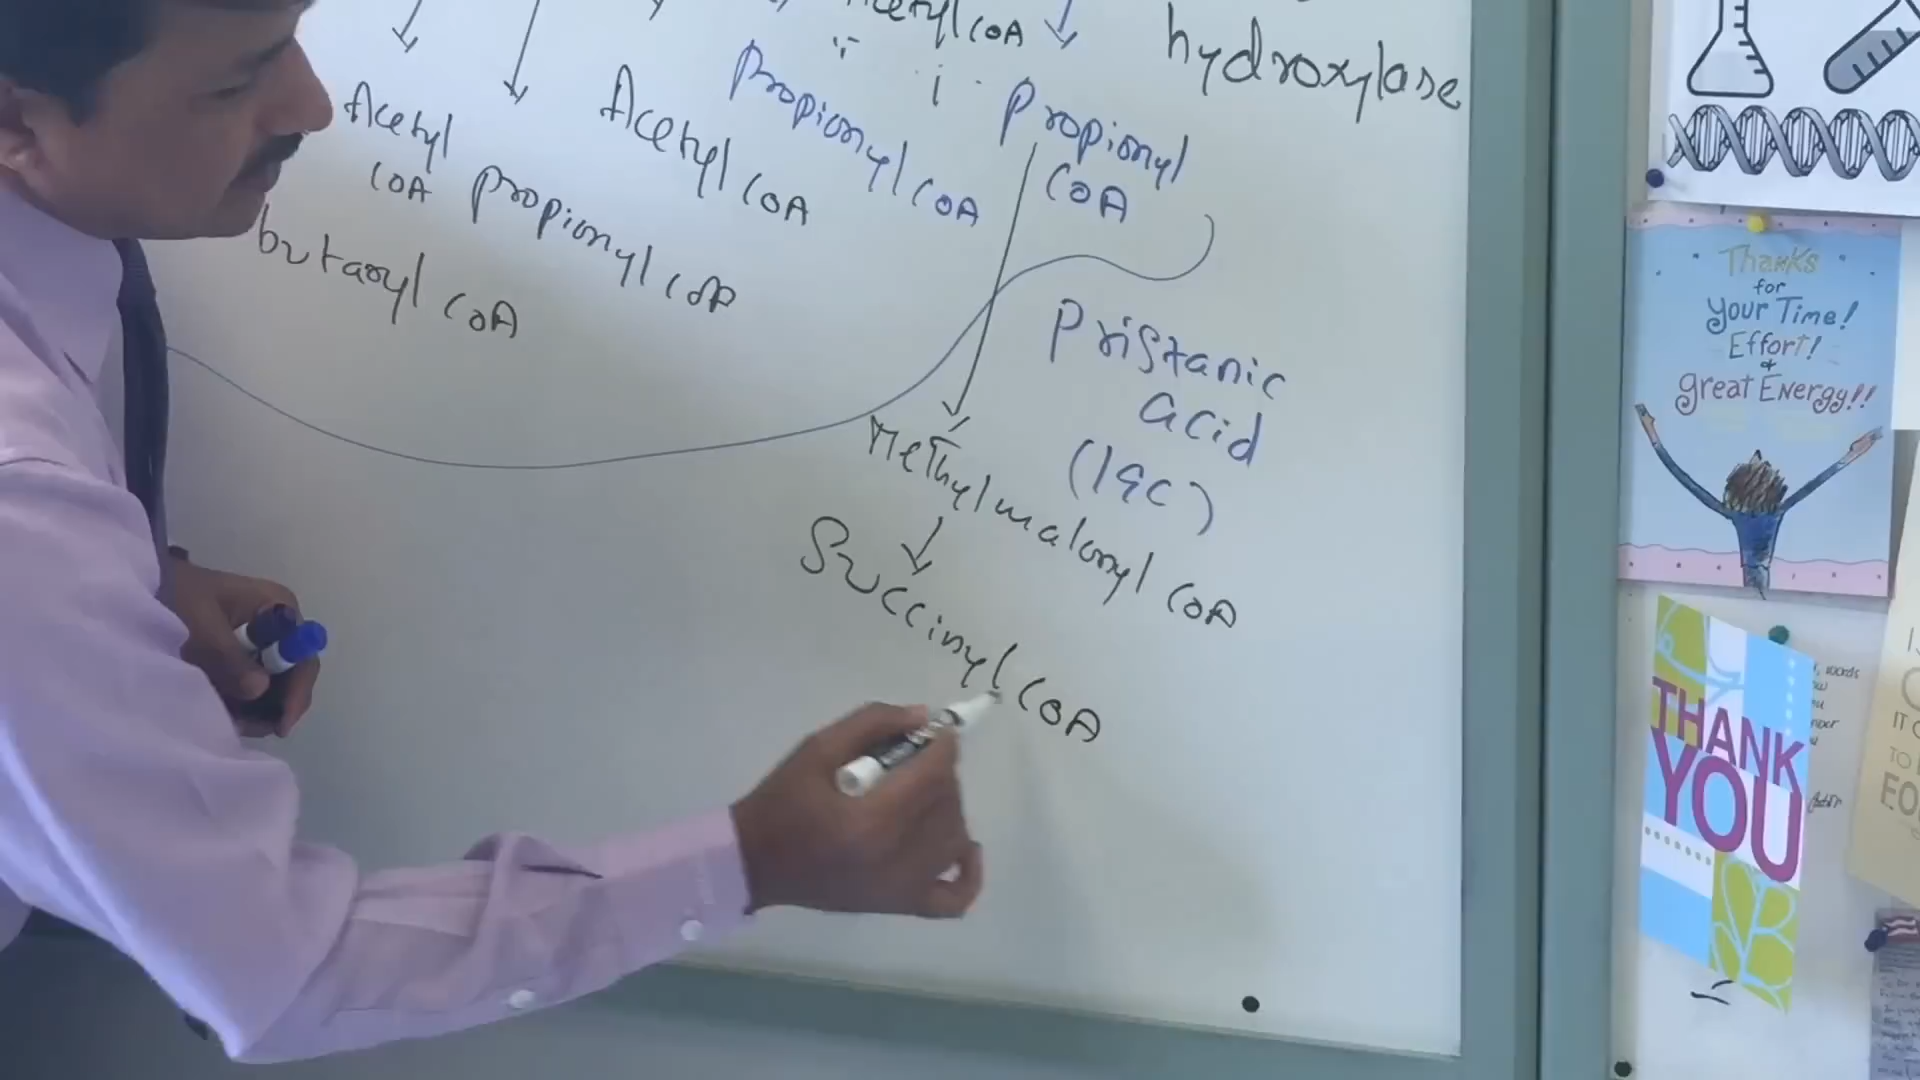 Acetyl CoA
hydroxylase
Propionyl CoA
Propionyl
CoA
Acetyl CoA
Acetyl
CoA
Propionyl CoA
butaryl CoA
Pristanic
acid
(19C)
Methylmalonyl CoA
Succinyl CoA
Thanks
for
your Time!
Effort!
&
great Energy!!
THANK
YOU